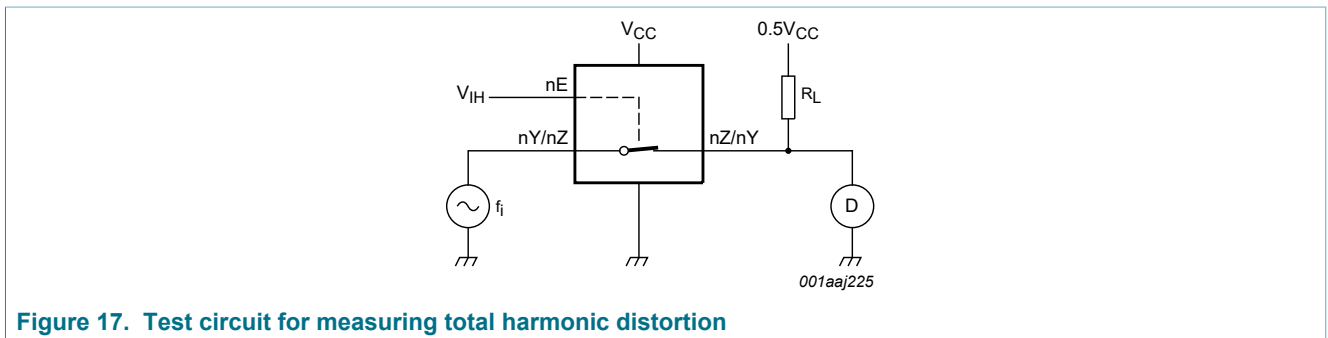 VCC
0.5VCC
nE
VIH
RL
nY/nZ
nZ/nY
fi
D
001aaj225
Figure 17. Test circuit for measuring total harmonic distortion